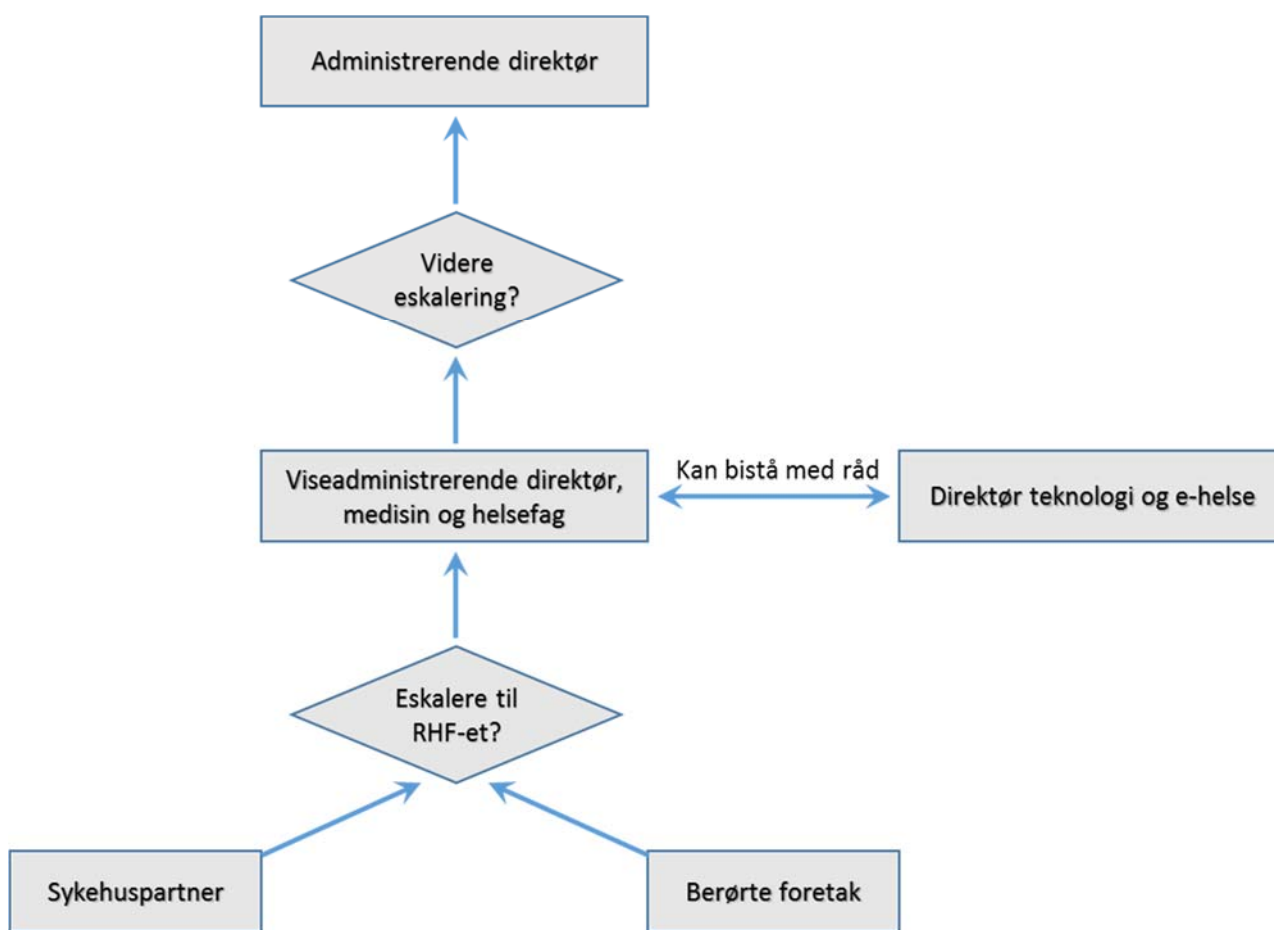 Administrerende direktør
Videre
eskalering?
Viseadministrerende direktør,
medisin og helsefag
Kan bistå med råd
Direktør teknologi og e-helse
Eskalere til
RHF-et?
Sykehuspartner
Berørte foretak